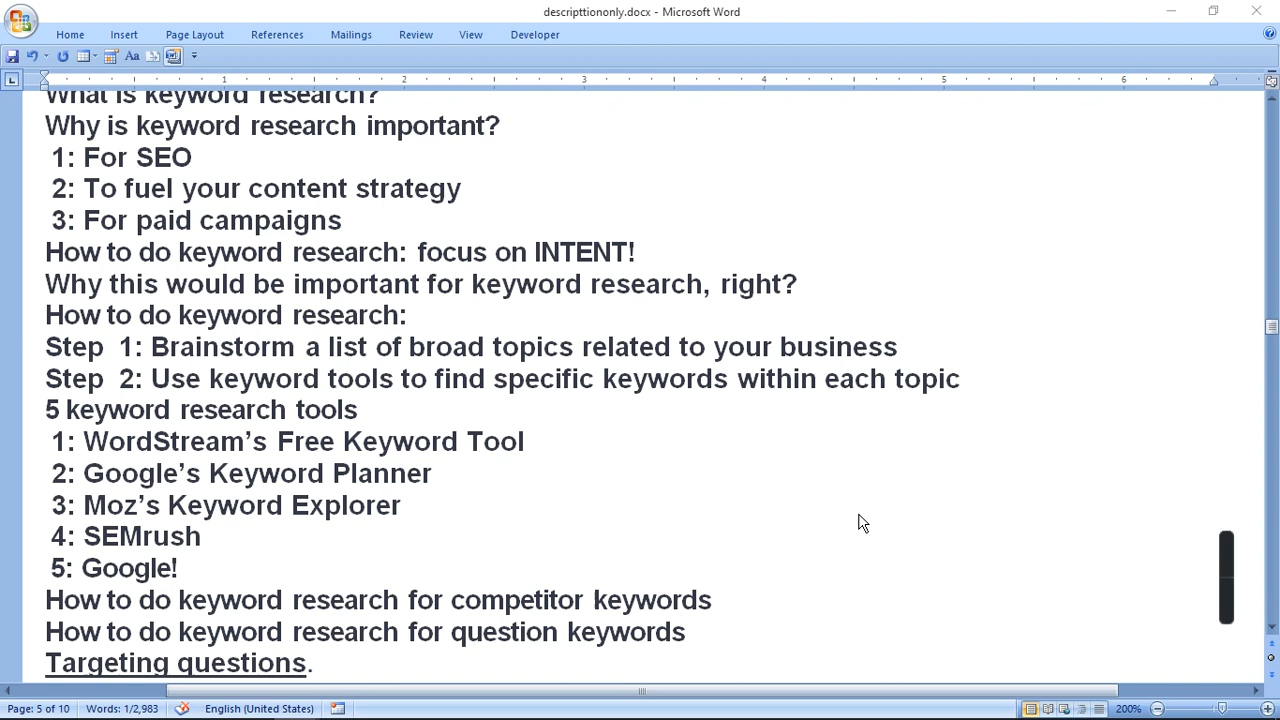 descripttiononly.docx - Microsoft Word
Home Insert Page Layout References Mailings Review View Developer
1 2 3 4 5 6
What is keyword research?
Why is keyword research important?
1: For SEO
2: To fuel your content strategy
3: For paid campaigns
How to do keyword research: focus on INTENT!
Why this would be important for keyword research, right?
How to do keyword research:
Step 1: Brainstorm a list of broad topics related to your business
Step 2: Use keyword tools to find specific keywords within each topic
5 keyword research tools
1: WordStream’s Free Keyword Tool
2: Google’s Keyword Planner
3: Moz’s Keyword Explorer
4: SEMrush
5: Google!
How to do keyword research for competitor keywords
How to do keyword research for question keywords
Targeting questions.
Page: 5 of 10 Words: 1/2,983 English (United States) 200%